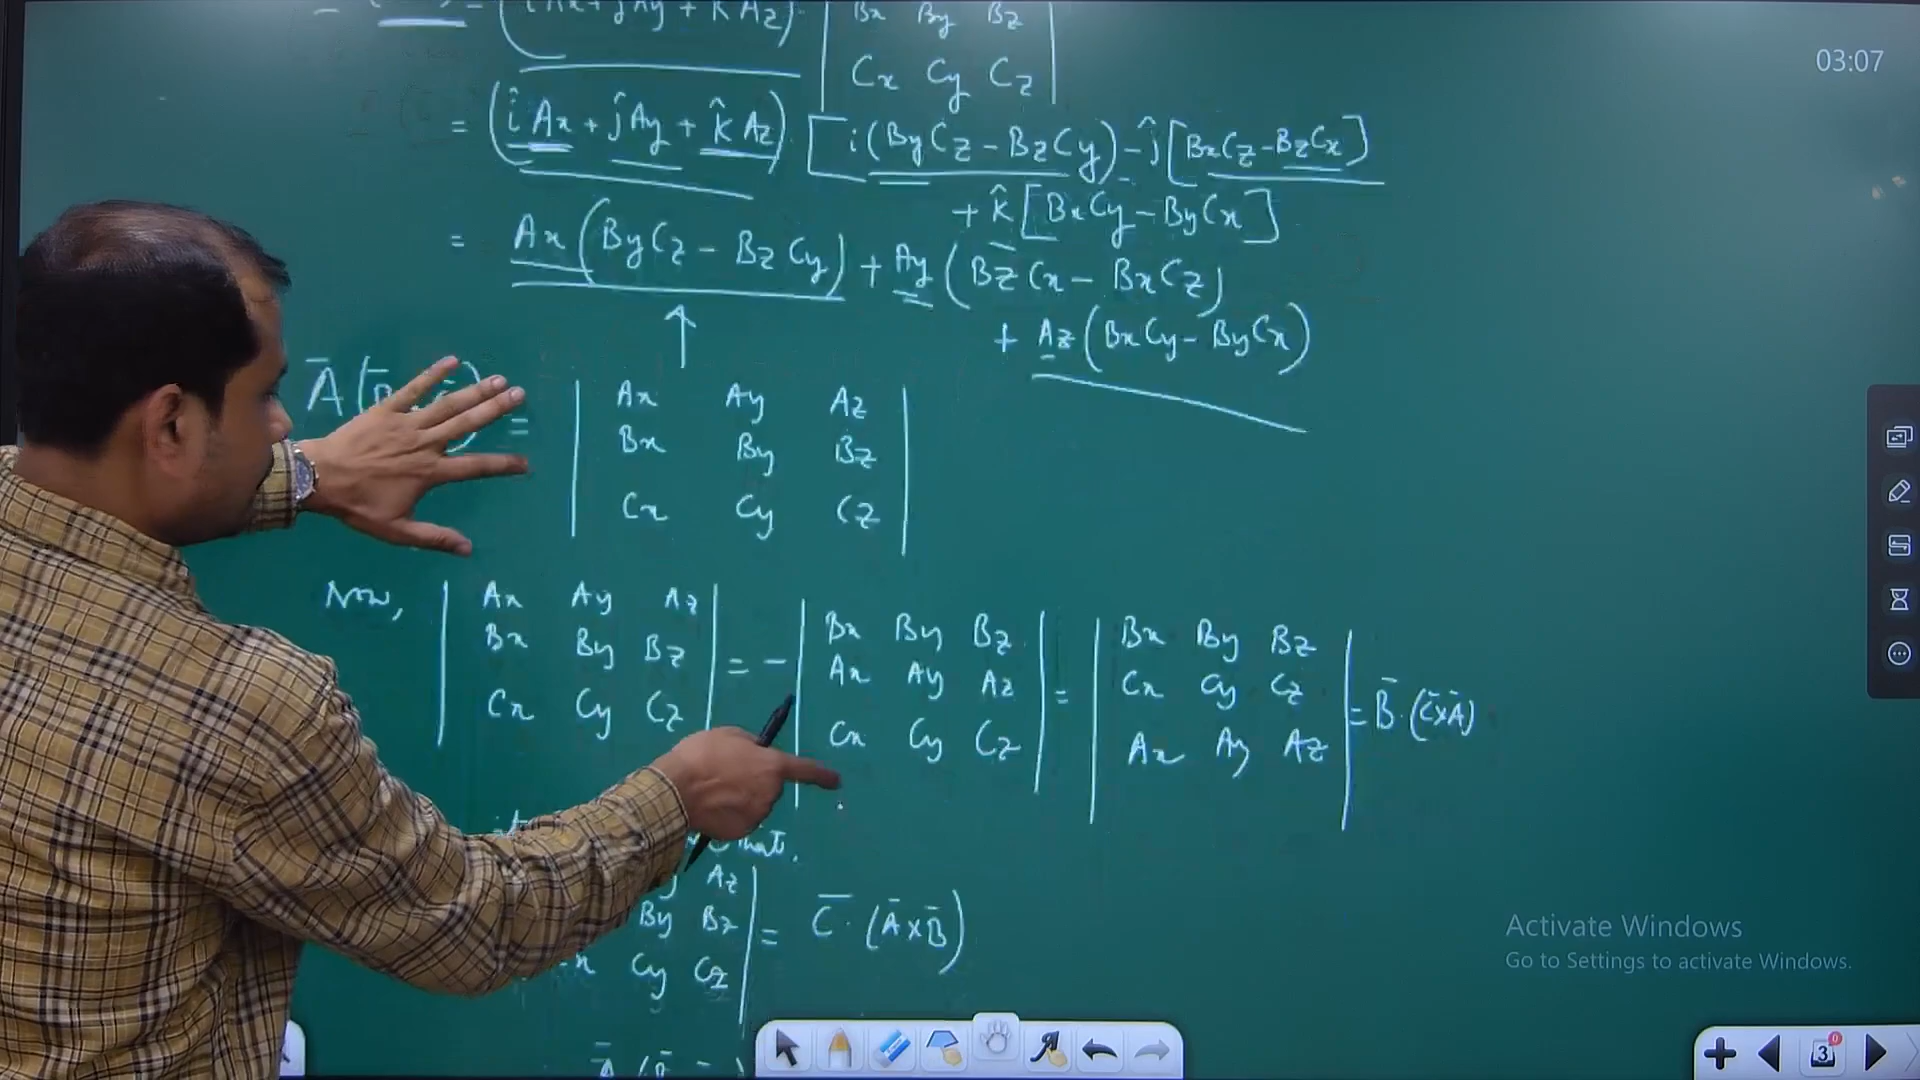 (îAx + ĵAy + k̂Az) · | Bx By Bz
Cx Cy Cz |
03:07
= (îAx + ĵAy + k̂Az) [i(ByCz - BzCy) - ĵ[BxCz - BzCx]
+ k̂[BxCy - ByCx]
= Ax(ByCz - BzCy) + Ay(BzCx - BxCz)
+ Az(BxCy - ByCx)
Ā( = | Ax Ay Az
Bx By Bz
Cx Cy Cz |
Now, | Ax Ay Az | = - | Bx By Bz | = | Bx By Bz |
Bx By Bz Ax Ay Az Cx Cy Cz = B̄·(C̄×Ā)
Cx Cy Cz Cx Cy Cz Ax Ay Az
Az
By Bz = C̄·(Ā×B̄)
Cy Cz
Activate Windows
Go to Settings to activate Windows.
3
0